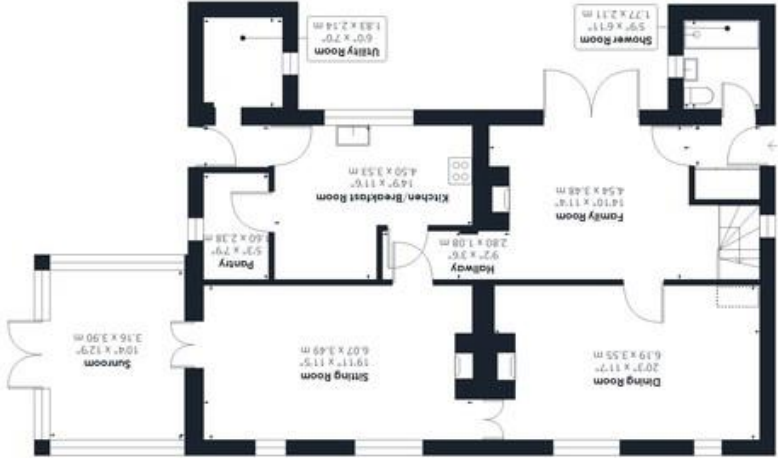 Dining Room
20'3" x 11'7"
6.19 x 3.55 m
Sitting Room
19'11" x 11'5"
6.07 x 3.49 m
Sunroom
10'4" x 12'9"
3.16 x 3.90 m
Hallway
9'2" x 3'6"
2.80 x 1.08 m
Pantry
5'3" x 7'9"
1.60 x 2.38 m
Family Room
14'10" x 11'4"
4.54 x 3.48 m
Kitchen/Breakfast Room
14'9" x 11'6"
4.50 x 3.53 m
Shower Room
5'9" x 6'11"
1.77 x 2.11 m
Utility Room
6'0" x 7'0"
1.83 x 2.14 m